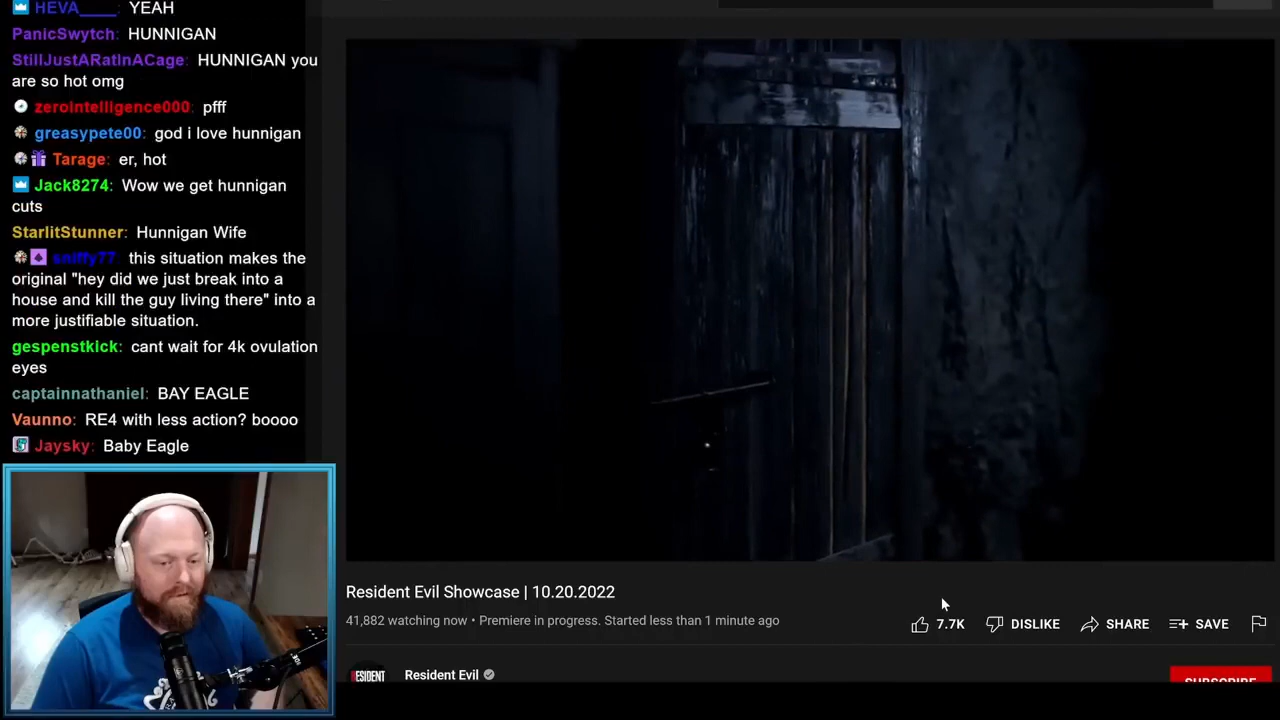 HEVA____: YEAH
PanicSwytch: HUNNIGAN
StillJustARatInACage: HUNNIGAN you
are so hot omg
zerointelligence000: pfff
greasypete00: god i love hunnigan
Tarage: er, hot
Jack8274: Wow we get hunnigan
cuts
StarlitStunner: Hunnigan Wife
sniffy77: this situation makes the
original "hey did we just break into a
house and kill the guy living there" into a
more justifiable situation.
gespenstkick: cant wait for 4k ovulation
eyes
captainnathaniel: BAY EAGLE
Vaunno: RE4 with less action? boooo
Jaysky: Baby Eagle
Resident Evil Showcase | 10.20.2022
41,882 watching now • Premiere in progress. Started less than 1 minute ago
7.7K DISLIKE SHARE SAVE
RESIDENT
Resident Evil
SUBSCRIBE